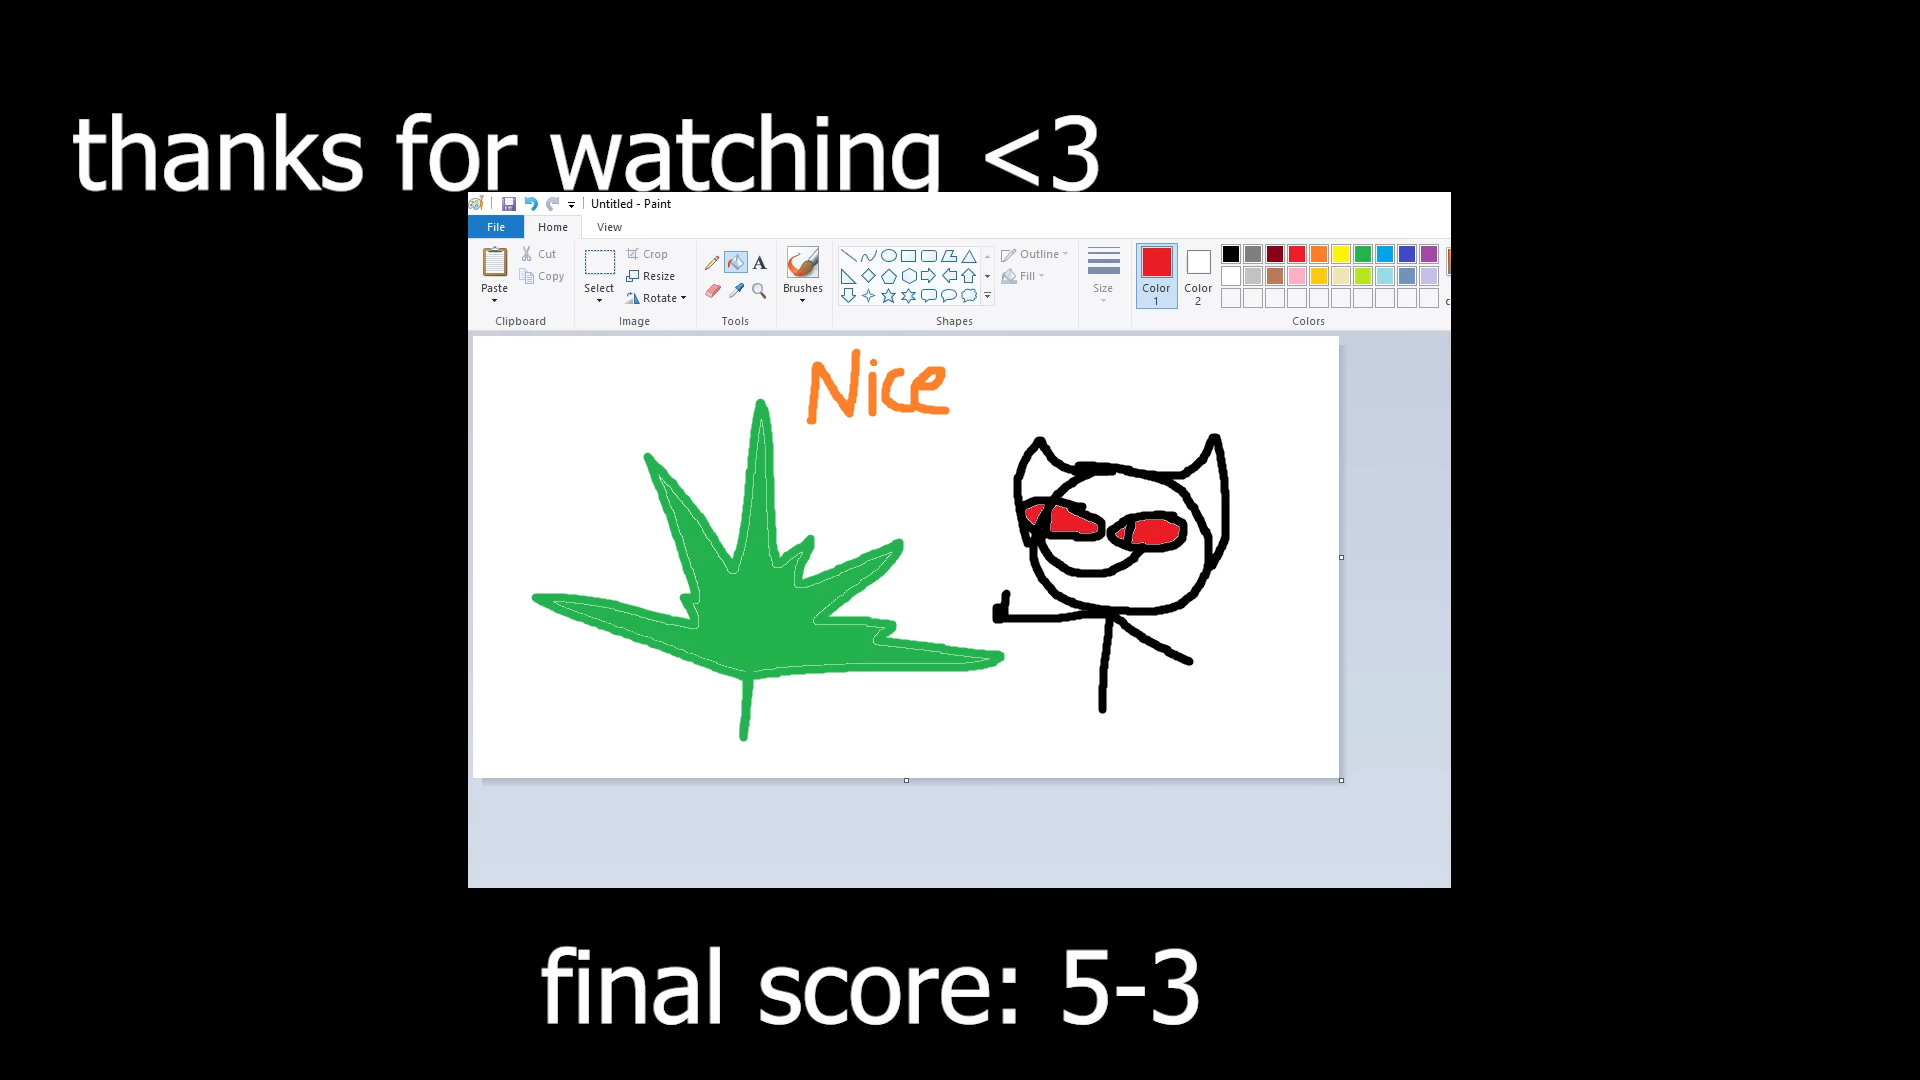 thanks for watching <3
Untitled - Paint
File Home View
Paste
Cut
Copy
Clipboard
Select
Crop
Resize
Rotate
Image
A
Tools
Brushes
Outline
Fill
Shapes
Size
Color 1
Color 2
Colors
Nice
final score: 5-3